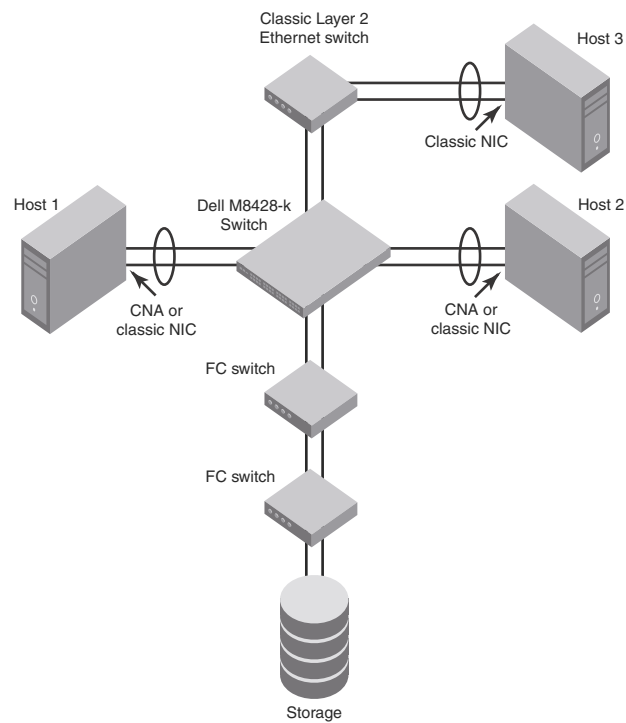 Classic Layer 2
Ethernet switch
Host 3
Classic NIC
Host 1
Dell M8428-k
Switch
Host 2
CNA or
classic NIC
CNA or
classic NIC
FC switch
FC switch
Storage